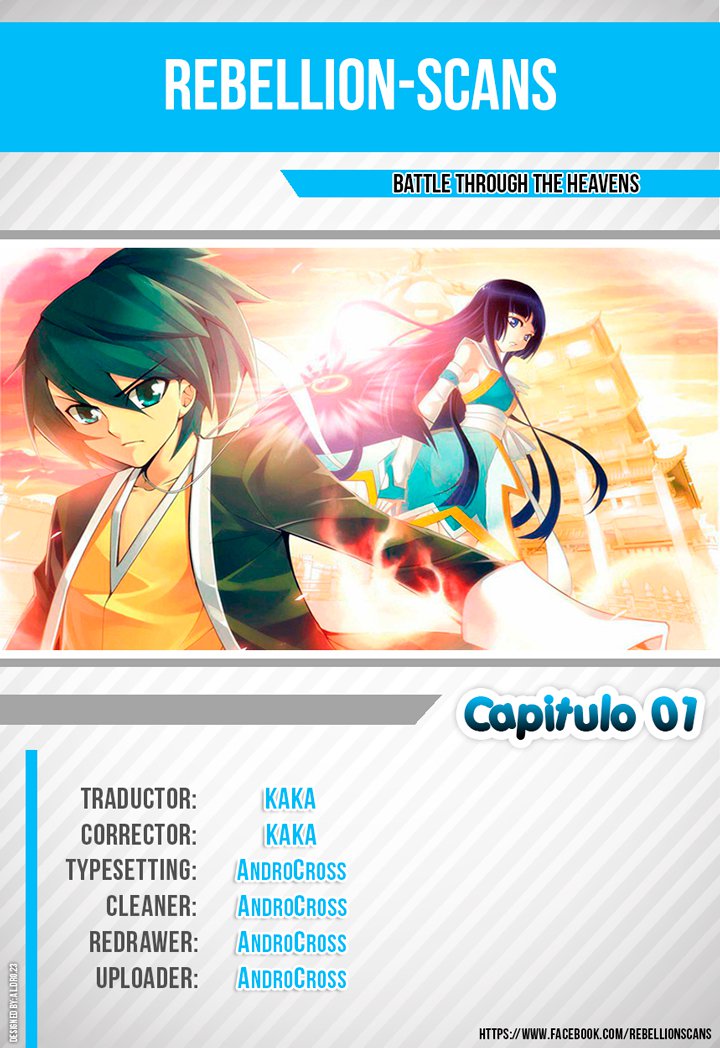 REBELLION-SCANS
BATTLE THROUGH THE HEAVENS
Capitulo 01
TRADUCTOR: KAKA
CORRECTOR: KAKA
TYPESETTING: ANDROCROSS
CLEANER: ANDROCROSS
REDRAWER: ANDROCROSS
UPLOADER: ANDROCROSS
HTTPS://WWW.FACEBOOK.COM/REBELLIONSCANS